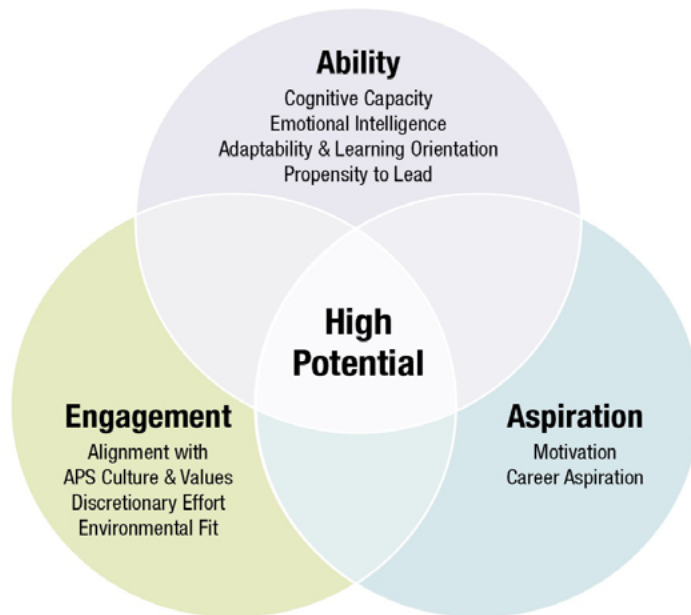 Ability
Cognitive Capacity
Emotional Intelligence
Adaptability & Learning Orientation
Propensity to Lead
High
Potential
Engagement
Alignment with
APS Culture & Values
Discretionary Effort
Environmental Fit
Aspiration
Motivation
Career Aspiration